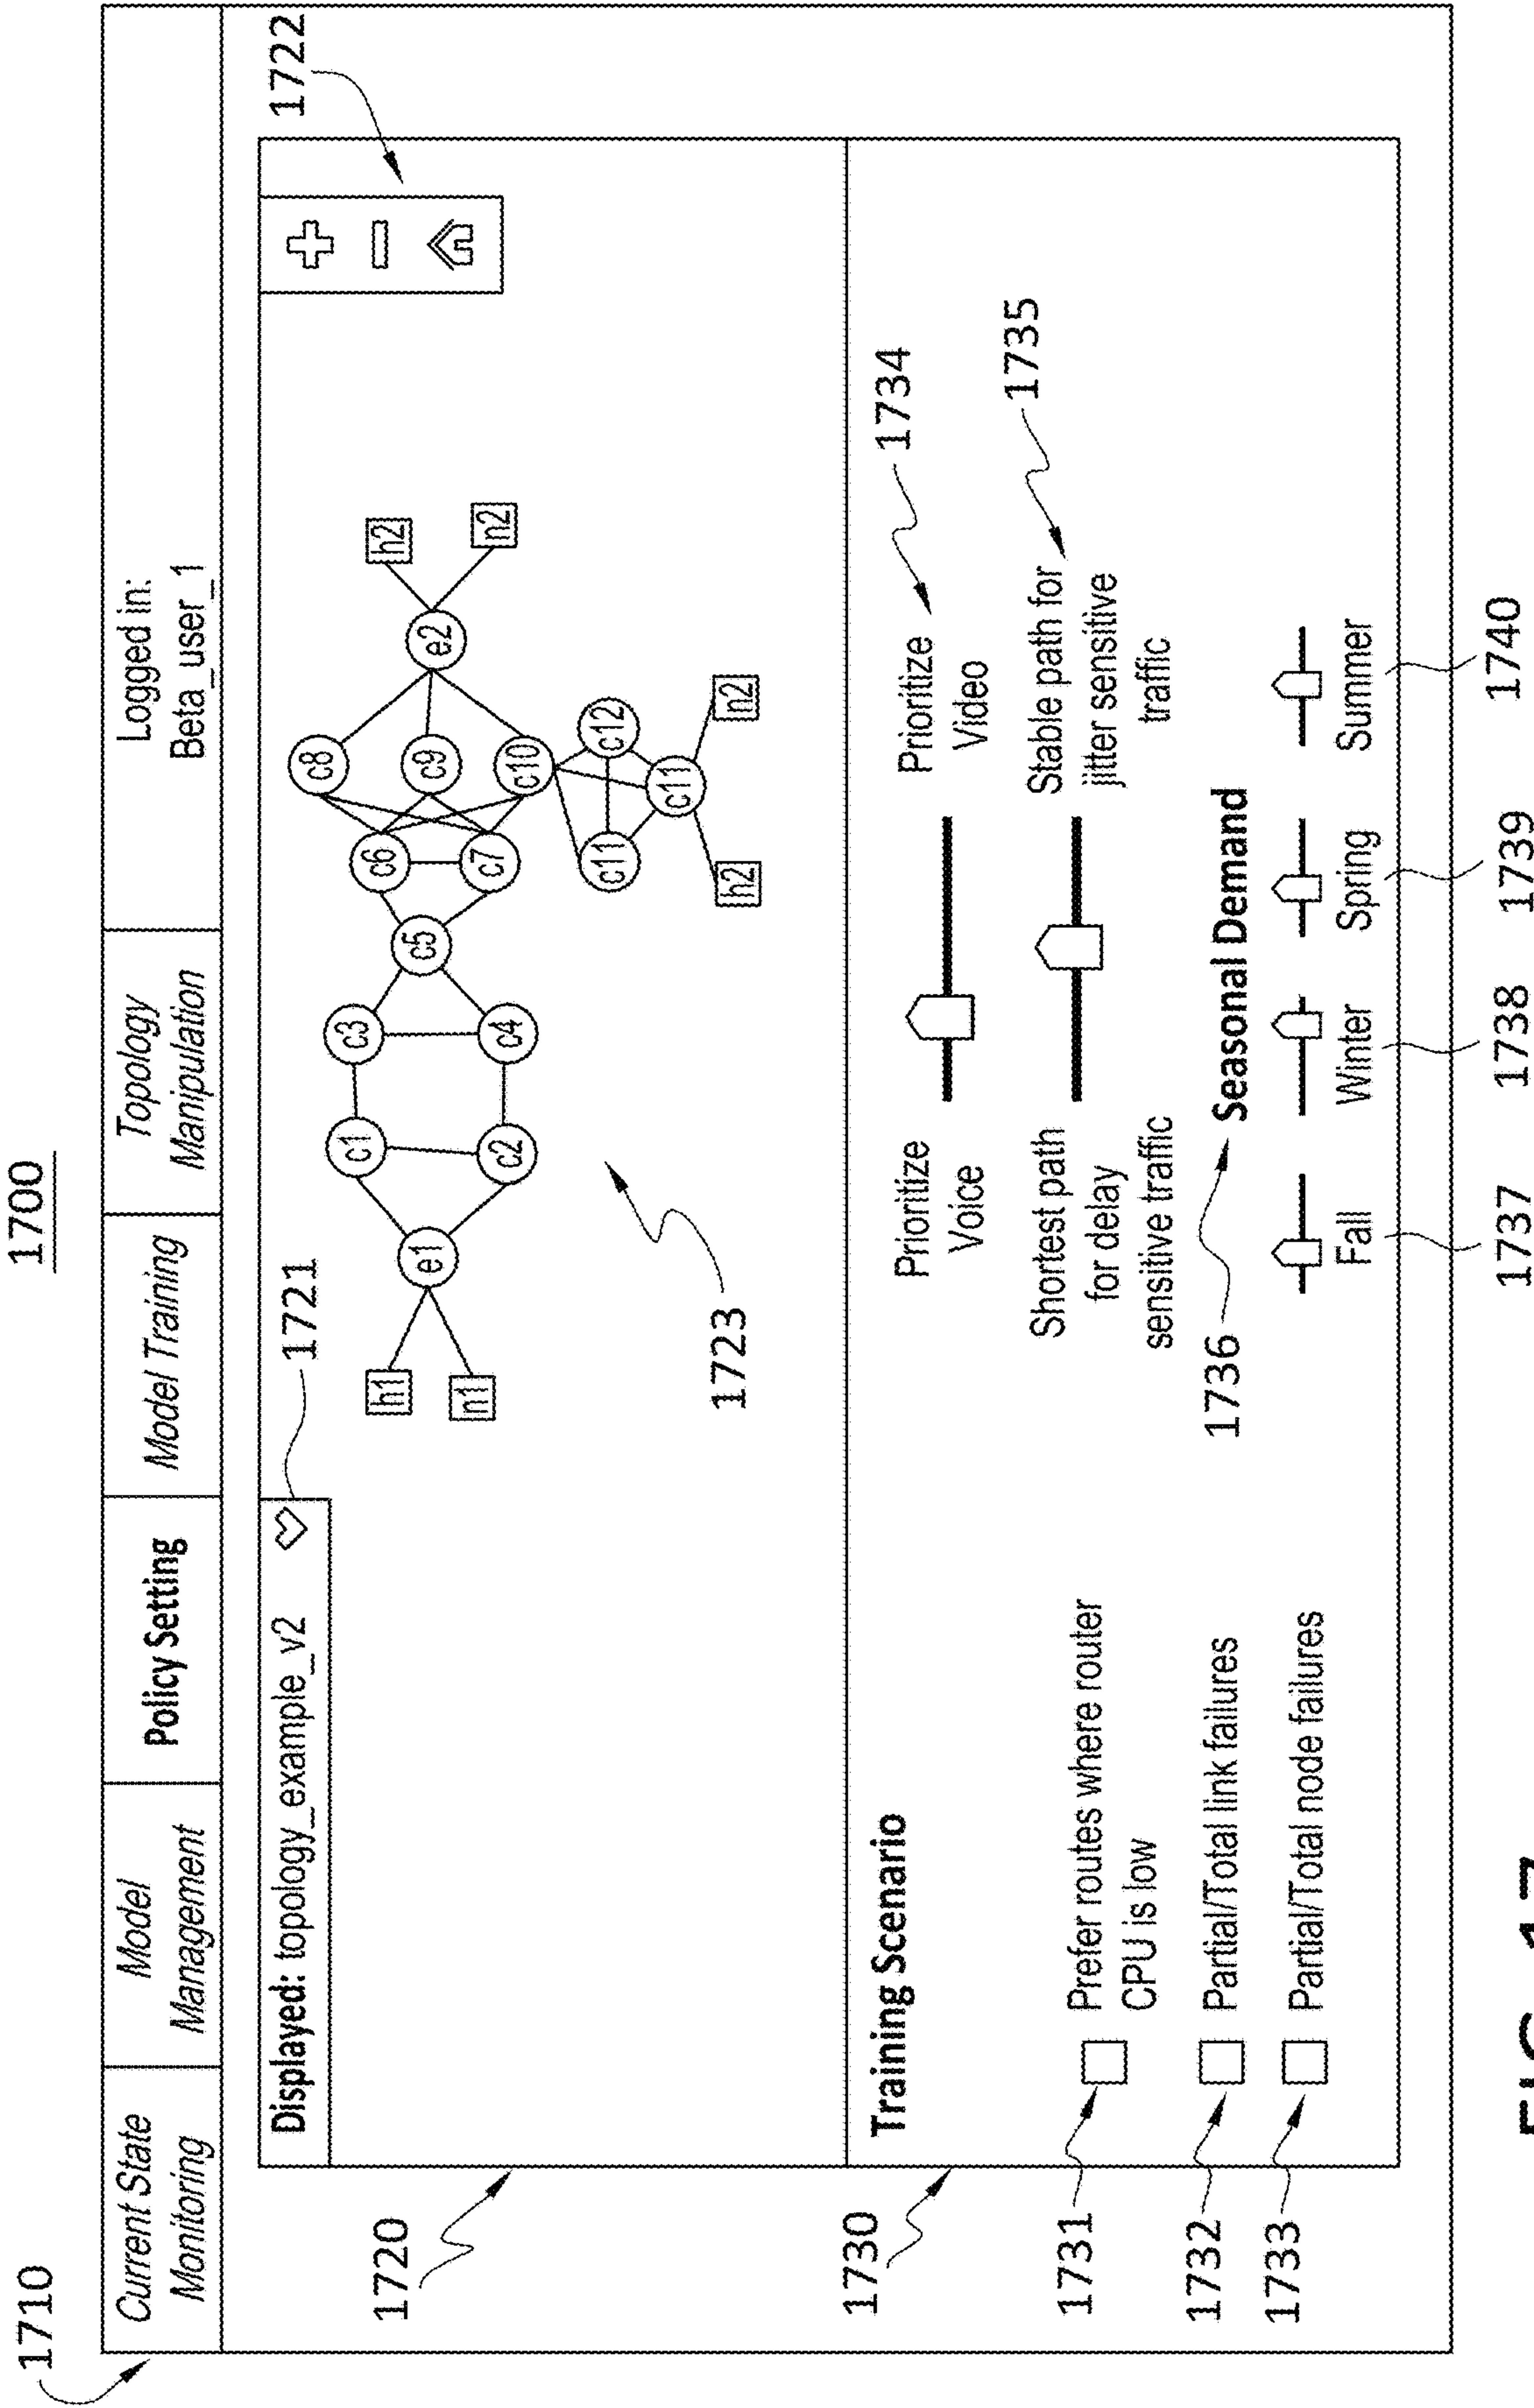 1700
1710
Current State
Monitoring
Model
Management
Policy Setting
Model Training
Topology
Manipulation
Logged in:
Beta_user_1
1720
Displayed: topology_example_v2
1721
1722
h1
n1
e1
c1
c2
c3
c4
c5
c6
c7
c8
c9
c10
e2
h2
n2
c11
c12
c11
h2
n2
1723
1730
Training Scenario
1731
Prefer routes where router
CPU is low
1732
Partial/Total link failures
1733
Partial/Total node failures
Prioritize
Voice
Prioritize
Video
1734
Shortest path
for delay
sensitive traffic
Stable path for
jitter sensitive
traffic
1735
1736
Seasonal Demand
Fall
Winter
Spring
Summer
1737
1738
1739
1740